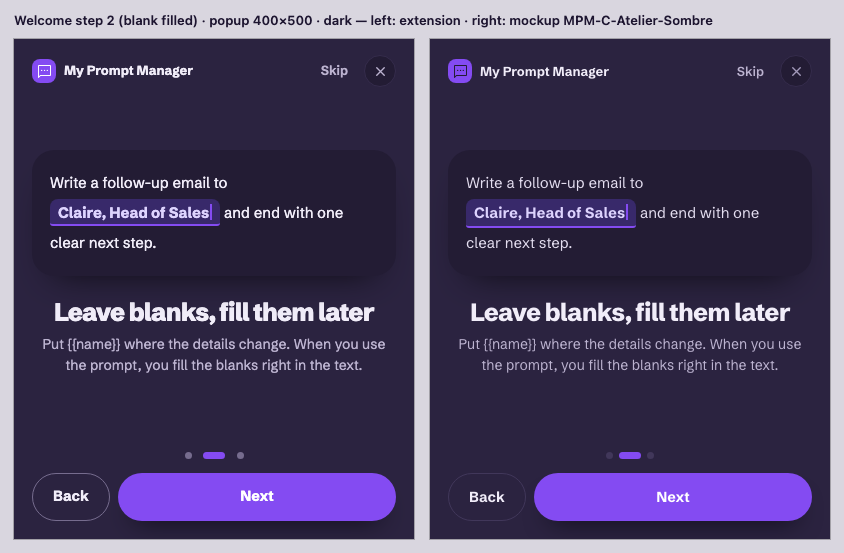 Welcome step 2 (blank filled) · popup 400×500 · dark — left: extension · right: mockup MPM-C-Atelier-Sombre
My Prompt Manager
Skip
Write a follow-up email to
Claire, Head of Sales and end with one
clear next step.
Leave blanks, fill them later
Put {{name}} where the details change. When you use
the prompt, you fill the blanks right in the text.
Back
Next
My Prompt Manager
Skip
Write a follow-up email to
Claire, Head of Sales and end with one
clear next step.
Leave blanks, fill them later
Put {{name}} where the details change. When you use
the prompt, you fill the blanks right in the text.
Back
Next